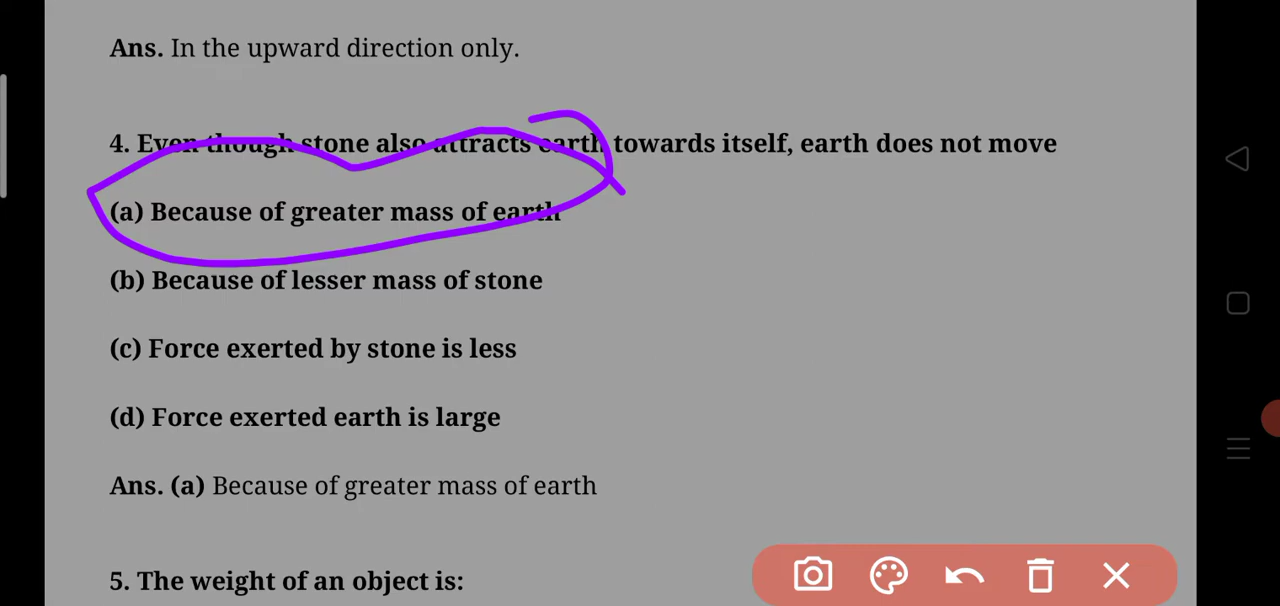 Ans. In the upward direction only.
4. Even though stone also attracts earth towards itself, earth does not move
(a) Because of greater mass of earth
(b) Because of lesser mass of stone
(c) Force exerted by stone is less
(d) Force exerted earth is large
Ans. (a) Because of greater mass of earth
5. The weight of an object is: